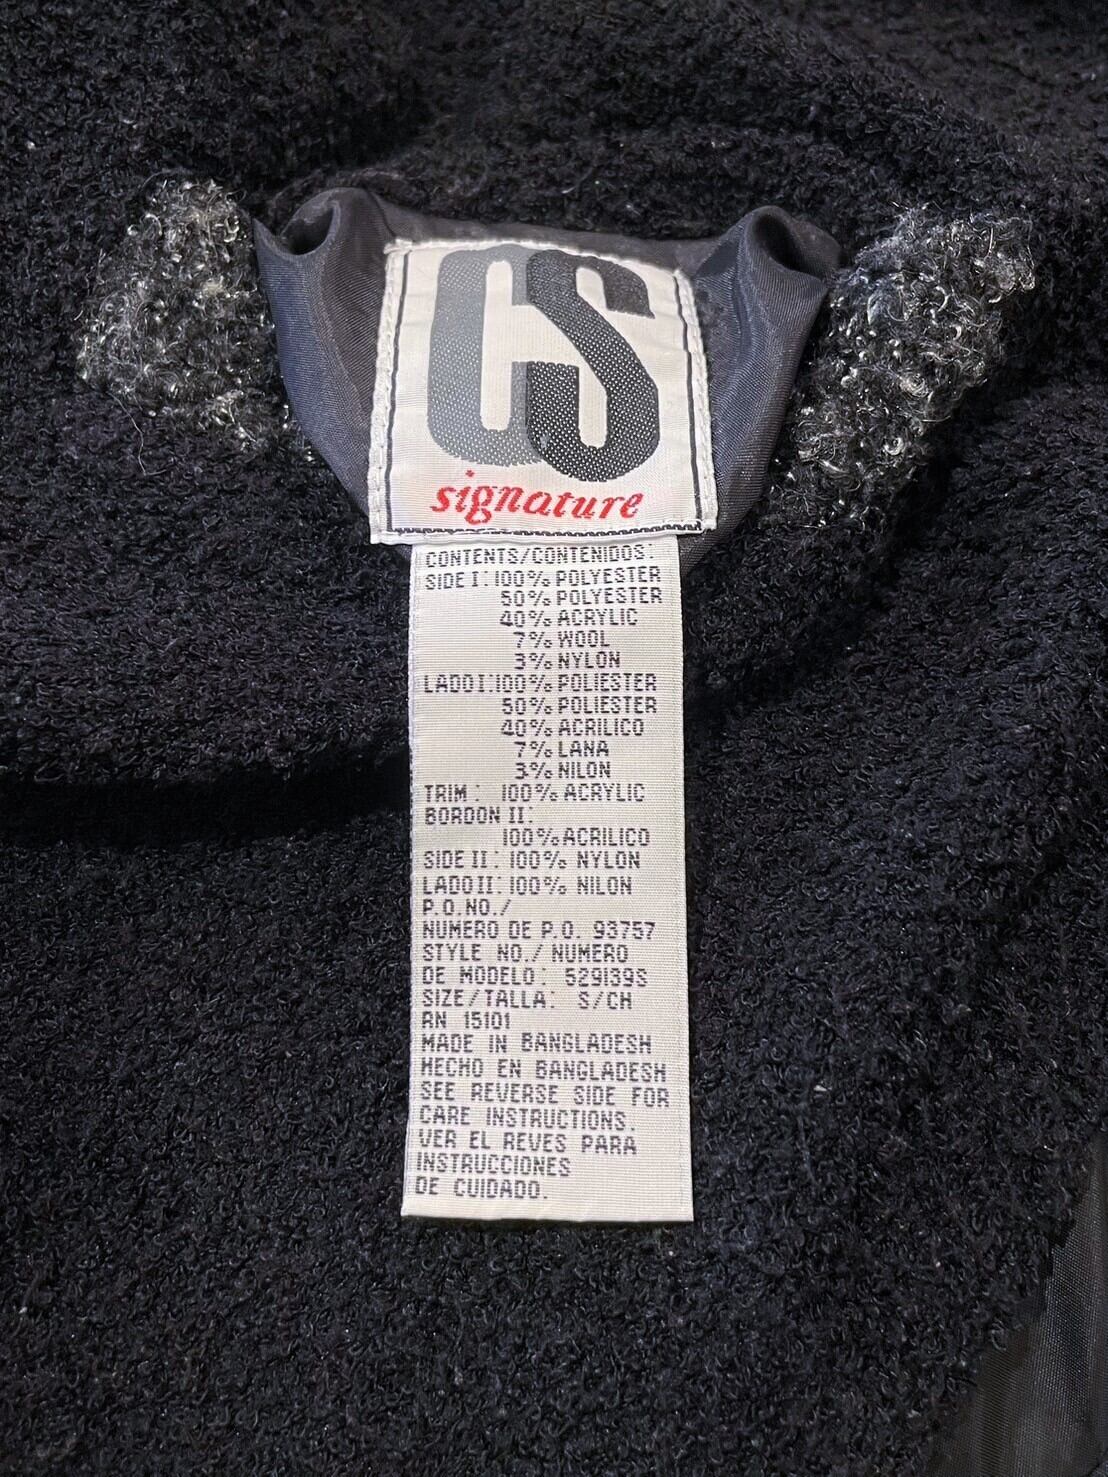 CS
signature
CONTENTS/CONTENIDOS:
SIDE I: 100% POLYESTER
50% POLYESTER
40% ACRYLIC
7% WOOL
3% NYLON
LADO I: 100% POLIESTER
50% POLIESTER
40% ACRILICO
7% LANA
3% NILON
TRIM: 100% ACRYLIC
BORDON II:
100% ACRILICO
SIDE II: 100% NYLON
LADO II: 100% NILON
P.O.NO./
NUMERO DE P.O. 93757
STYLE NO./ NUMERO
DE MODELO: 529139S
SIZE/TALLA: S/CH
RN 15101
MADE IN BANGLADESH
HECHO EN BANGLADESH
SEE REVERSE SIDE FOR
CARE INSTRUCTIONS.
VER EL REVES PARA
INSTRUCCIONES
DE CUIDADO.